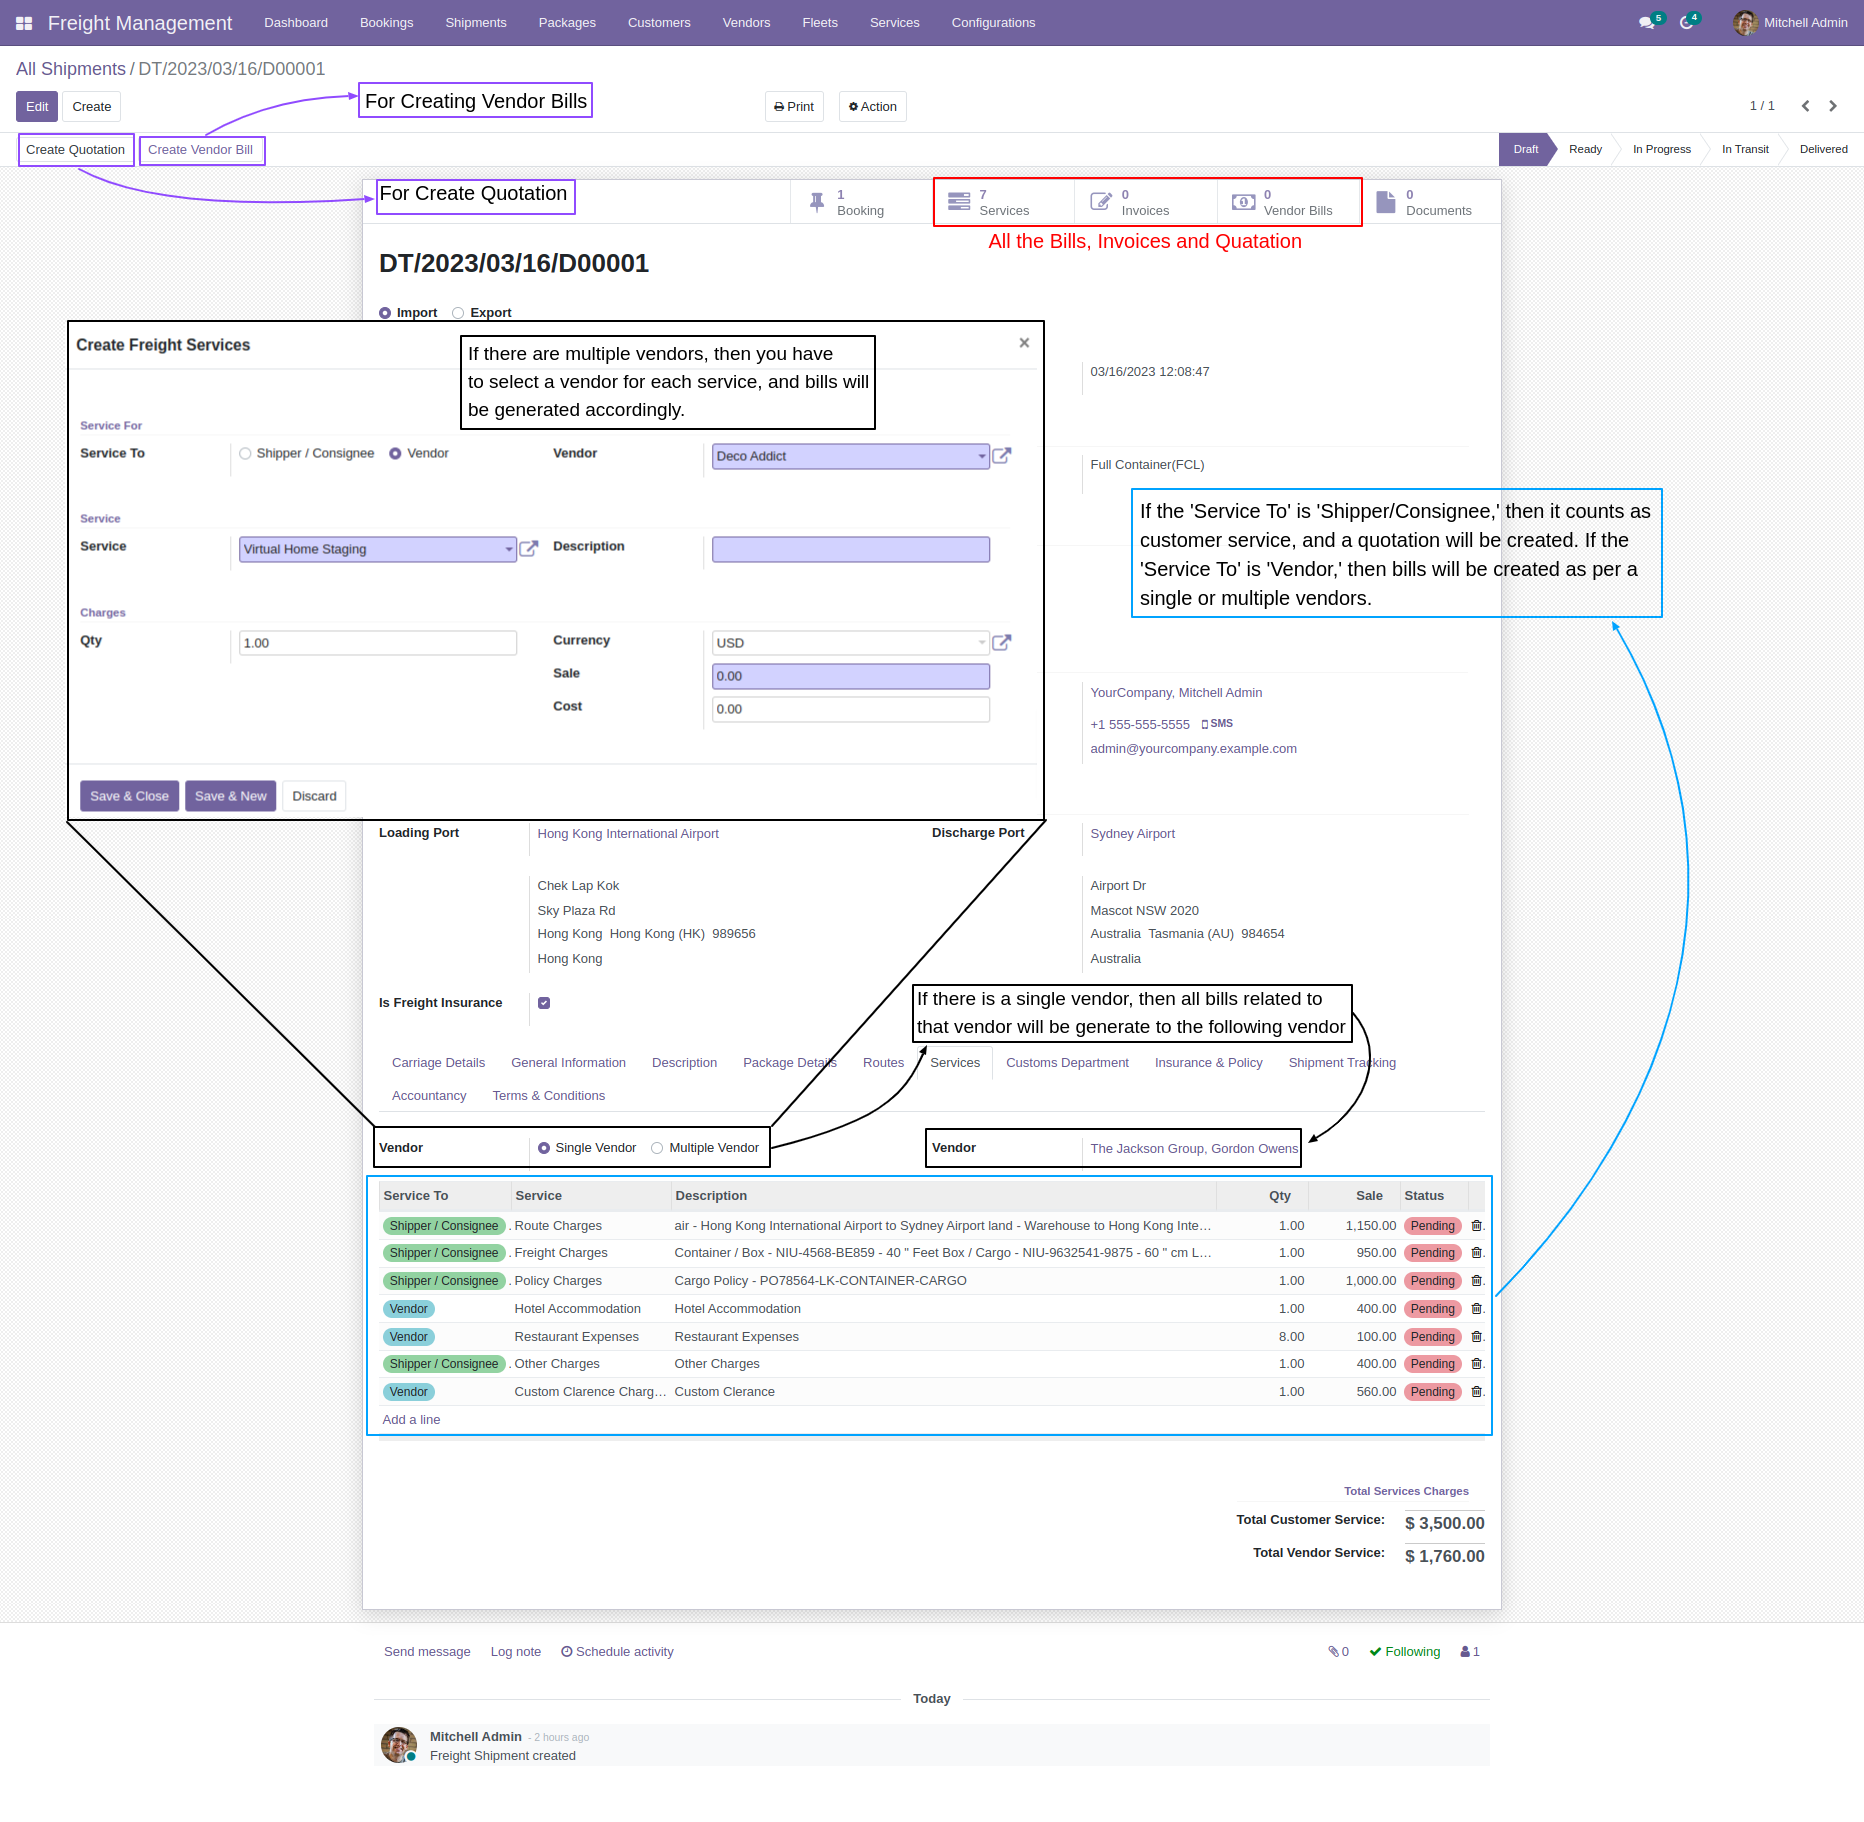 Freight Management Dashboard Bookings Shipments Packages Customers Vendors Fleets Services Configurations 5 4 Mitchell Admin
All Shipments / DT/2023/03/16/D00001
Edit Create For Creating Vendor Bills Print Action 1 / 1
Create Quotation Create Vendor Bill Draft Ready In Progress In Transit Delivered
For Create Quotation
1 Booking
7 Services
0 Invoices
0 Vendor Bills
0 Documents
All the Bills, Invoices and Quatation
DT/2023/03/16/D00001
Import Export
Create Freight Services ×
If there are multiple vendors, then you have
to select a vendor for each service, and bills will
be generated accordingly.
03/16/2023 12:08:47
Service For
Service To Shipper / Consignee Vendor Vendor Deco Addict
Full Container(FCL)
Service
Service Virtual Home Staging Description
If the 'Service To' is 'Shipper/Consignee,' then it counts as
customer service, and a quotation will be created. If the
'Service To' is 'Vendor,' then bills will be created as per a
single or multiple vendors.
Charges
Qty 1.00 Currency USD
Sale 0.00
Cost 0.00
YourCompany, Mitchell Admin
+1 555-555-5555 SMS
admin@yourcompany.example.com
Save & Close Save & New Discard
Loading Port Hong Kong International Airport Discharge Port Sydney Airport
Chek Lap Kok Airport Dr
Sky Plaza Rd Mascot NSW 2020
Hong Kong Hong Kong (HK) 989656 Australia Tasmania (AU) 984654
Hong Kong Australia
Is Freight Insurance
If there is a single vendor, then all bills related to
that vendor will be generate to the following vendor
Carriage Details General Information Description Package Details Routes Services Customs Department Insurance & Policy Shipment Tracking
Accountancy Terms & Conditions
Vendor Single Vendor Multiple Vendor Vendor The Jackson Group, Gordon Owens
Service To Service Description Qty Sale Status
Shipper / Consignee Route Charges air - Hong Kong International Airport to Sydney Airport land - Warehouse to Hong Kong Inte... 1.00 1,150.00 Pending
Shipper / Consignee Freight Charges Container / Box - NIU-4568-BE859 - 40 " Feet Box / Cargo - NIU-9632541-9875 - 60 " cm L... 1.00 950.00 Pending
Shipper / Consignee Policy Charges Cargo Policy - PO78564-LK-CONTAINER-CARGO 1.00 1,000.00 Pending
Vendor Hotel Accommodation Hotel Accommodation 1.00 400.00 Pending
Vendor Restaurant Expenses Restaurant Expenses 8.00 100.00 Pending
Shipper / Consignee Other Charges Other Charges 1.00 400.00 Pending
Vendor Custom Clarence Charg... Custom Clerance 1.00 560.00 Pending
Add a line
Total Services Charges
Total Customer Service: $ 3,500.00
Total Vendor Service: $ 1,760.00
Send message Log note Schedule activity 0 Following 1
Today
Mitchell Admin - 2 hours ago
Freight Shipment created